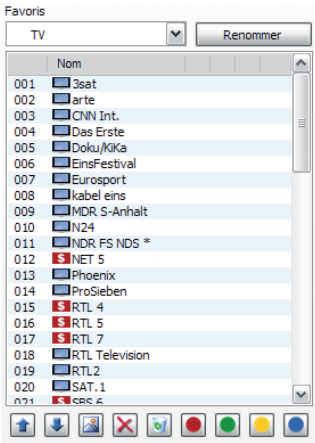 Favoris
TV Renommer
Nom
001 3sat
002 arte
003 CNN Int.
004 Das Erste
005 Doku/KiKa
006 EinsFestival
007 Eurosport
008 kabel eins
009 MDR S-Anhalt
010 N24
011 NDR FS NDS *
012 $ NET 5
013 Phoenix
014 ProSieben
015 $ RTL 4
016 $ RTL 5
017 $ RTL 7
018 RTL Television
019 RTL2
020 SAT.1
021 $ SBS 6